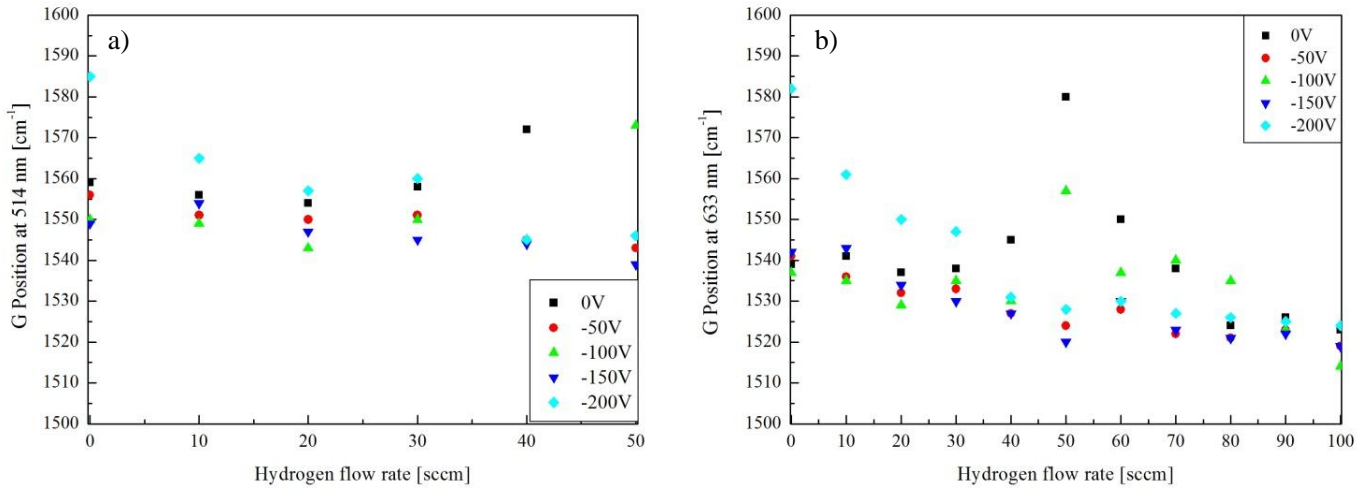 a)
G Position at 514 nm [cm⁻¹]
1600
1590
1580
1570
1560
1550
1540
1530
1520
1510
1500
0
10
20
30
40
50
Hydrogen flow rate [sccm]
0V
-50V
-100V
-150V
-200V
b)
G Position at 633 nm [cm⁻¹]
1600
1590
1580
1570
1560
1550
1540
1530
1520
1510
1500
0
10
20
30
40
50
60
70
80
90
100
Hydrogen flow rate [sccm]
0V
-50V
-100V
-150V
-200V